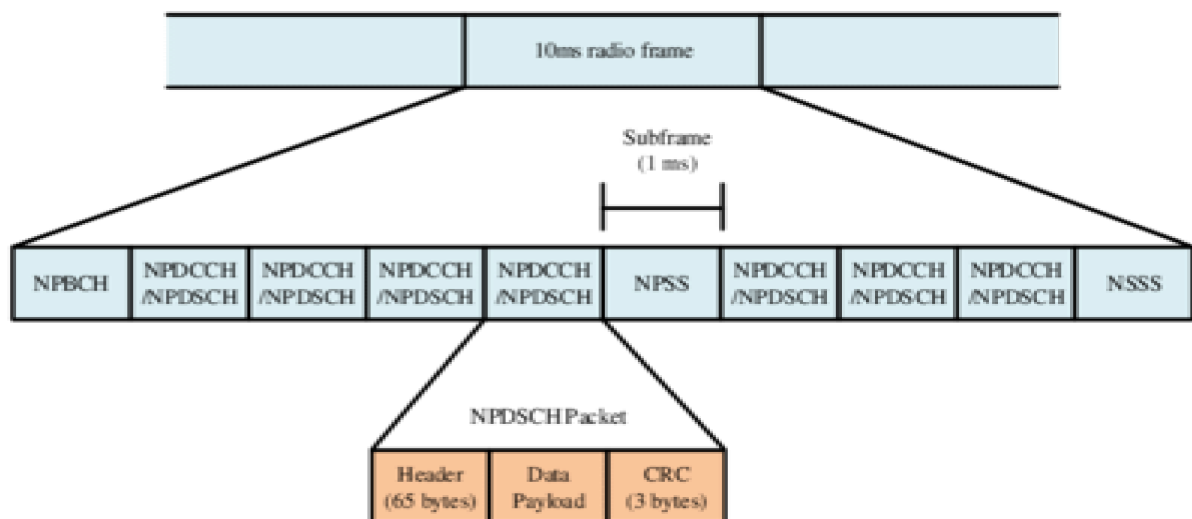 10ms radio frame
Subframe
(1 ms)
NPBCH
NPDCCH
/NPDSCH
NPDCCH
/NPDSCH
NPDCCH
/NPDSCH
NPDCCH
/NPDSCH
NPSS
NPDCCH
/NPDSCH
NPDCCH
/NPDSCH
NPDCCH
/NPDSCH
NSSS
NPDSCH Packet
Header
(65 bytes)
Data
Payload
CRC
(3 bytes)